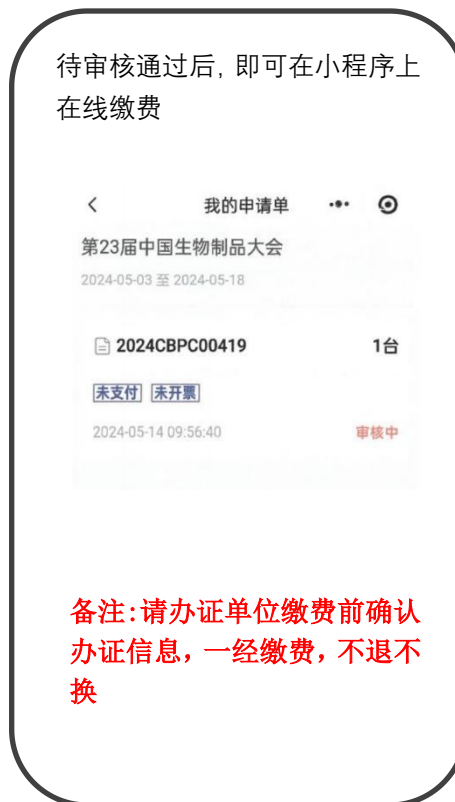 待审核通过后，即可在小程序上
在线缴费
我的申请单
第23届中国生物制品大会
2024-05-03 至 2024-05-18
2024CBPC00419 1台
未支付 未开票
2024-05-14 09:56:40 审核中
备注：请办证单位缴费前确认
办证信息，一经缴费，不退不
换